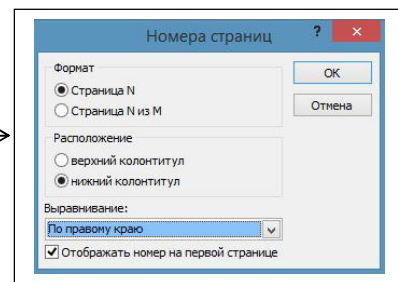 Номера страниц ? ×
Формат
Страница N
Страница N из M
Расположение
верхний колонтитул
нижний колонтитул
Выравнивание:
По правому краю
Отображать номер на первой странице
OK
Отмена